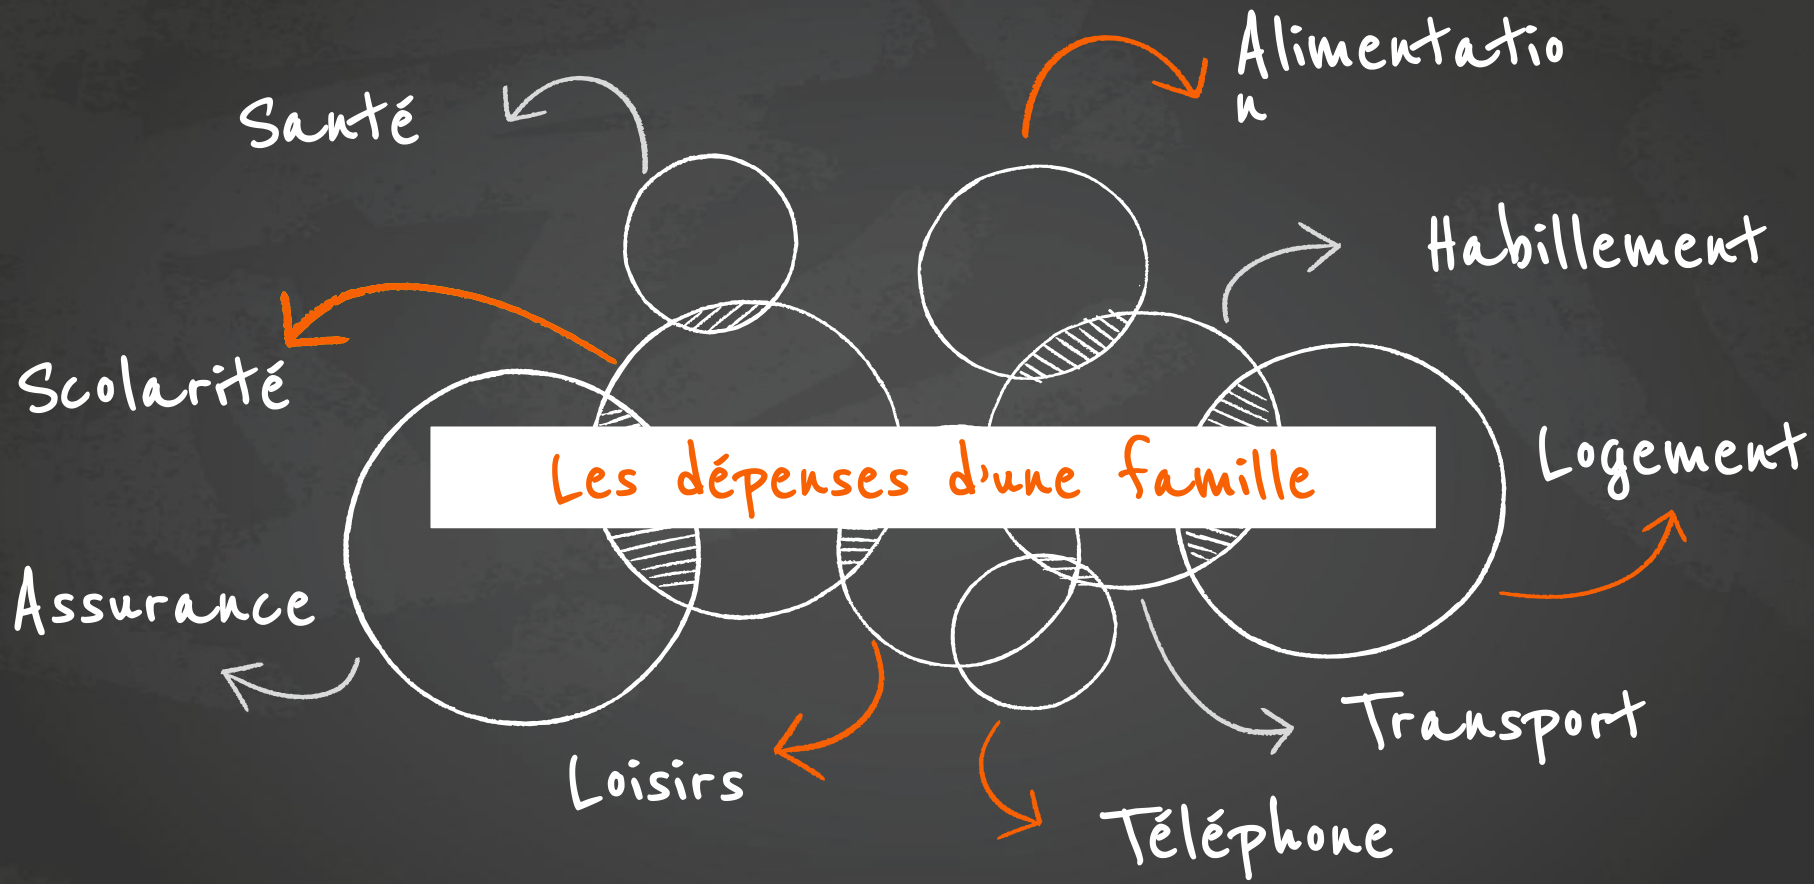 Alimentatio
n
Santé
Habillement
Scolarité
Logement
Les dépenses d'une famille
Assurance
Transport
Loisirs
Téléphone